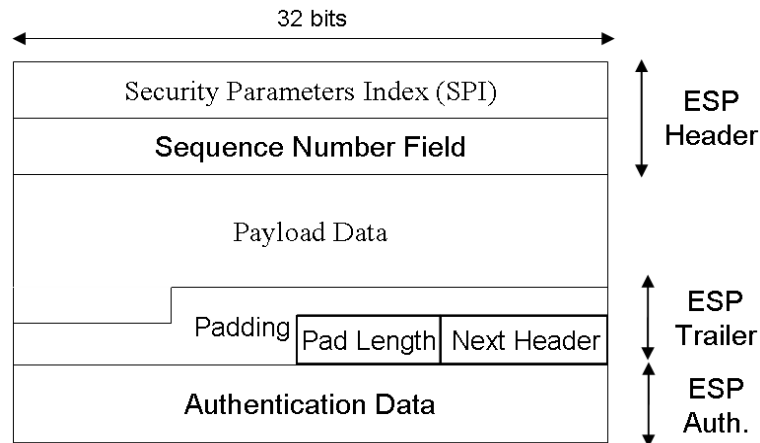 32 bits
Security Parameters Index (SPI)
ESP
Header
Sequence Number Field
Payload Data
ESP
Trailer
Padding
Pad Length
Next Header
Authentication Data
ESP
Auth.